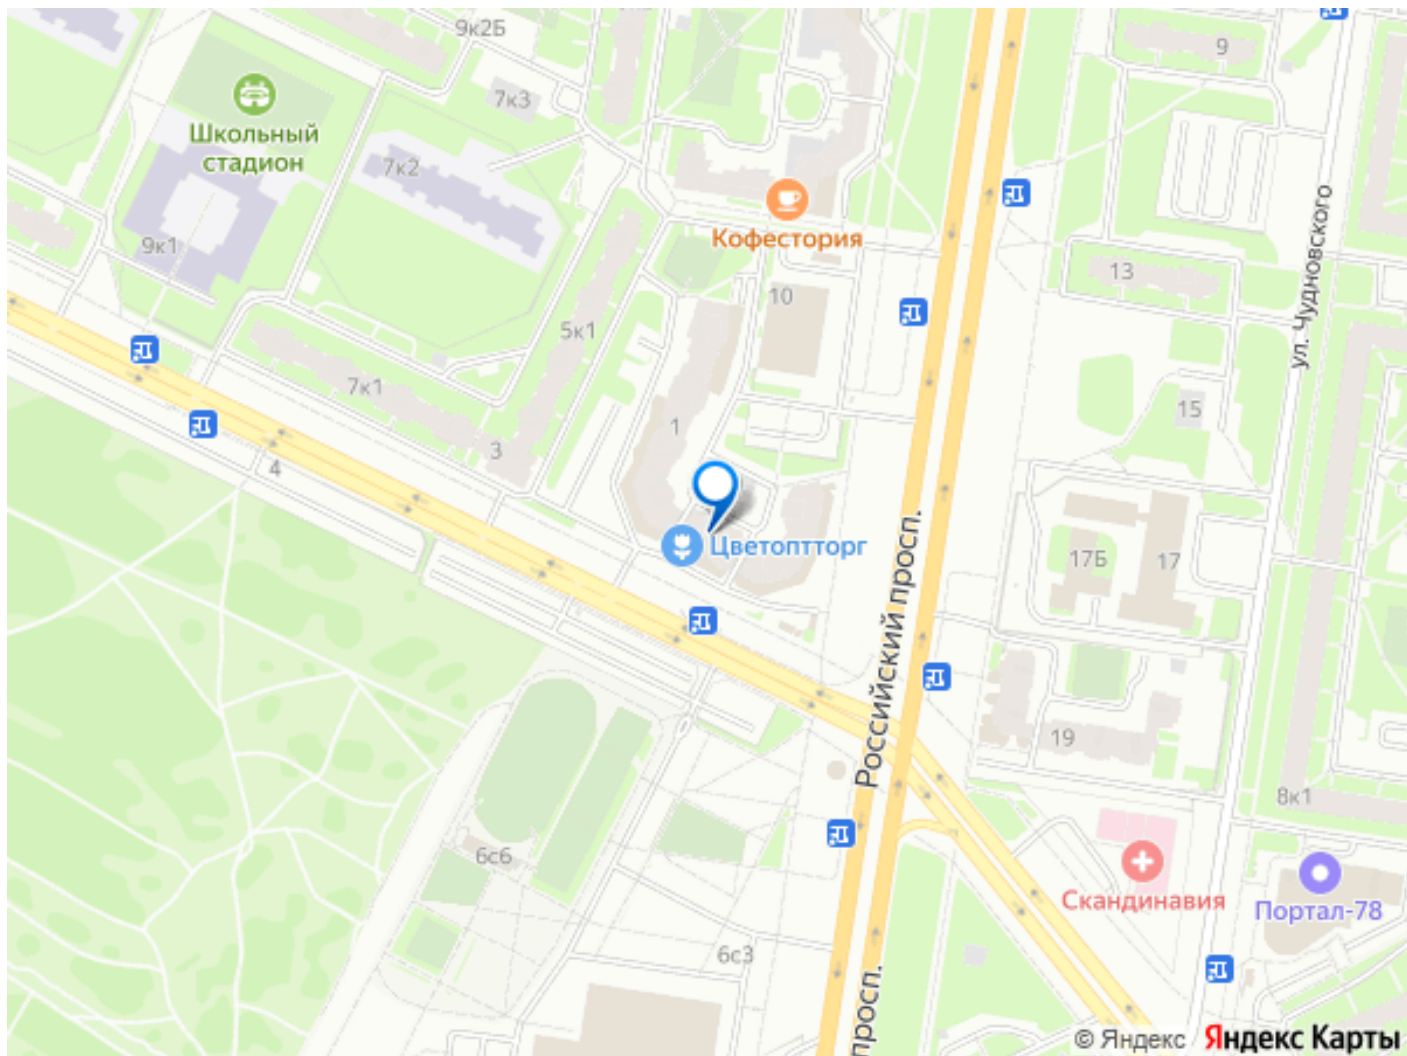 9к2Б
9
7к3
Школьный
стадион
7к2
Кофестория
9к1
13
10
ул. Чудновского
5к1
7к1
15
1
3
4
Цветоптторг
17Б
17
Российский просп.
19
8к1
6с6
Скандинавия
Портал-78
6с3
просп.
© Яндекс Яндекс Карты